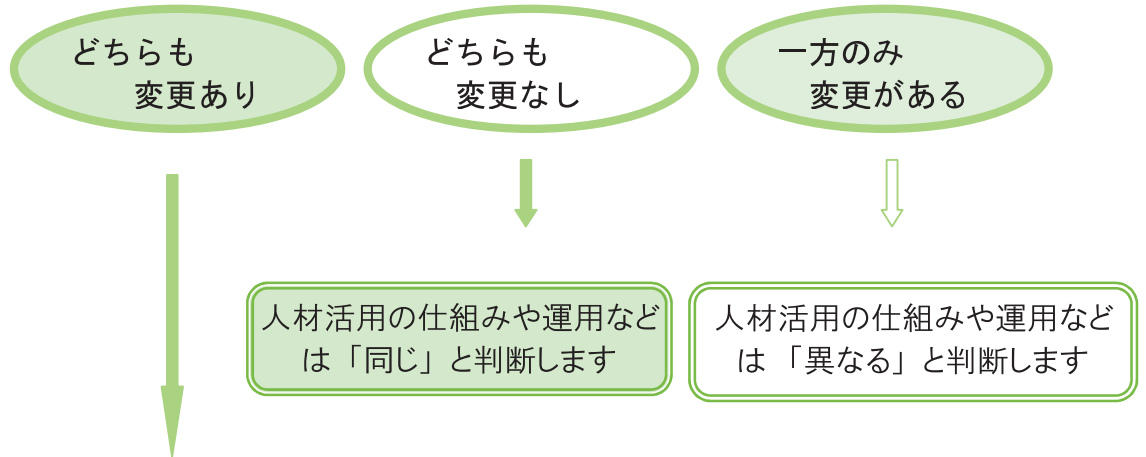 どちらも
変更あり
どちらも
変更なし
一方のみ
変更がある
人材活用の仕組みや運用など
は「同じ」と判断します
人材活用の仕組みや運用など
は「異なる」と判断します